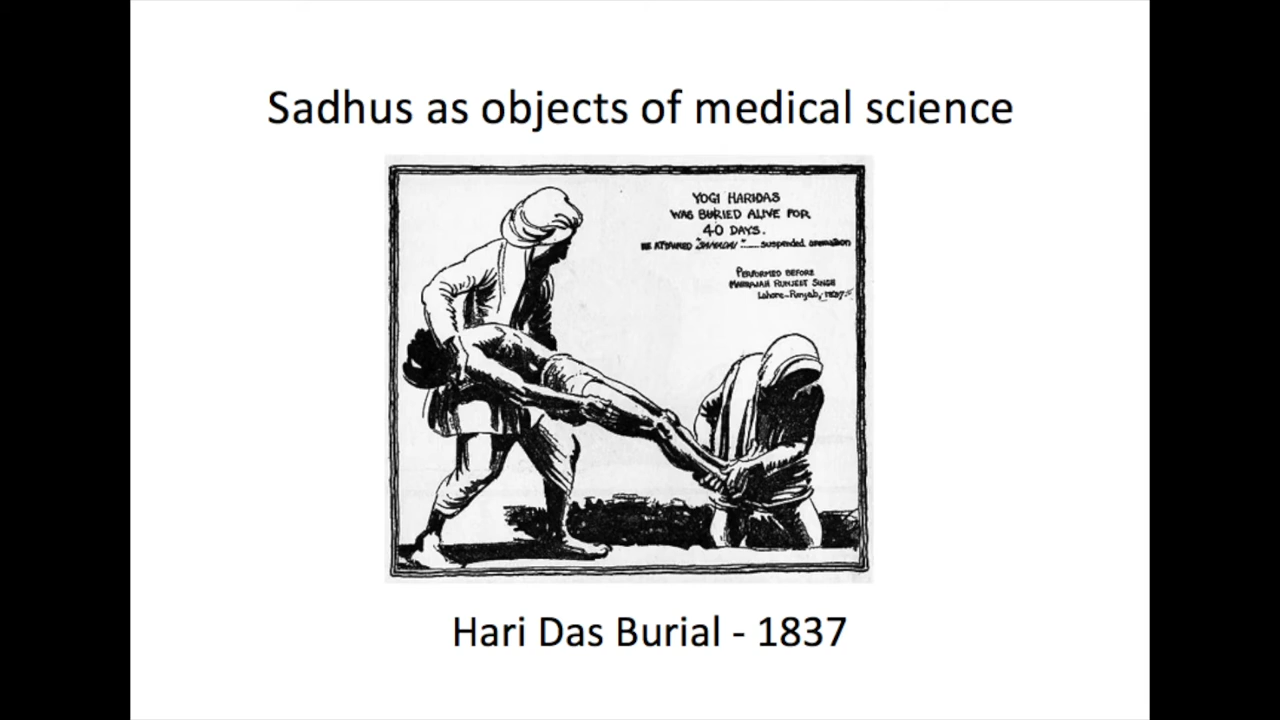 Sadhus as objects of medical science
YOGI HARIDAS
WAS BURIED ALIVE FOR
40 DAYS.
HE ATTAINED "SAMADHI" — suspended animation
PERFORMED BEFORE
MAHARAJAH RUNJEET SINGH
Lahore-Punjab, 1837.
Hari Das Burial - 1837